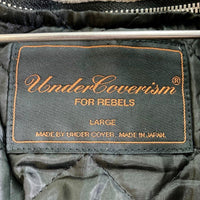 UnderCoverism®
FOR REBELS
LARGE
MADE BY UNDER COVER, MADE IN JAPAN.